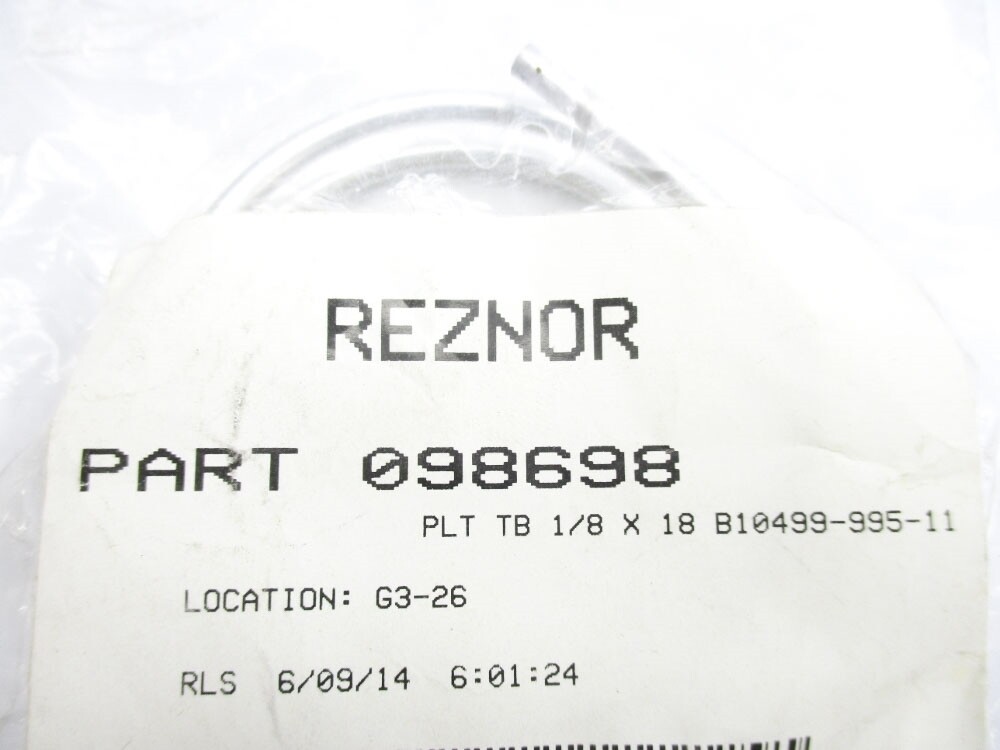 REZNOR
PART 098698
PLT TB 1/8 X 18 B10499-995-11
LOCATION: G3-26
RLS 6/09/14 6:01:24